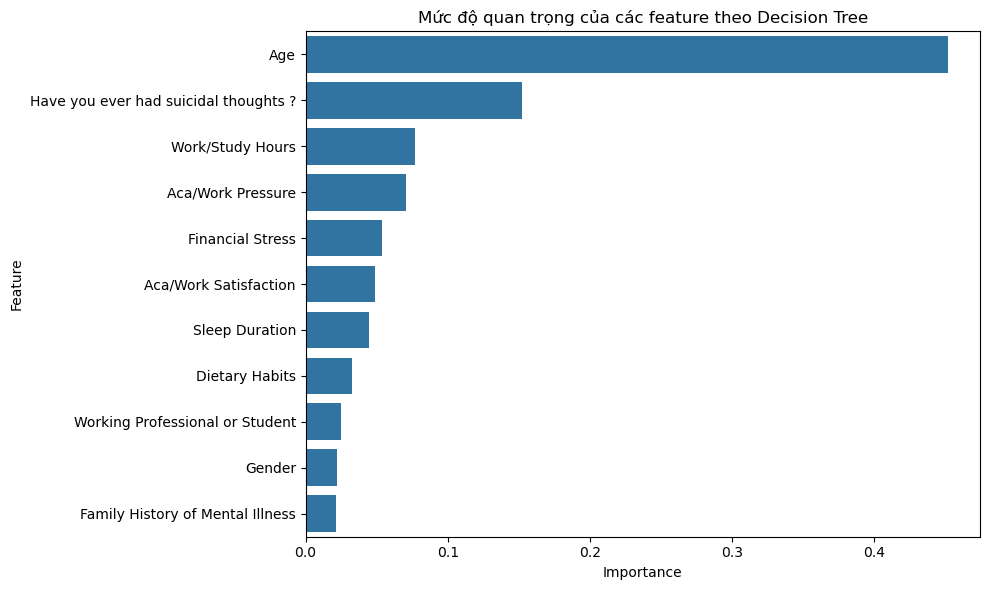 Mức độ quan trọng của các feature theo Decision Tree
Feature
Age
Have you ever had suicidal thoughts ?
Work/Study Hours
Aca/Work Pressure
Financial Stress
Aca/Work Satisfaction
Sleep Duration
Dietary Habits
Working Professional or Student
Gender
Family History of Mental Illness
0.0 0.1 0.2 0.3 0.4
Importance